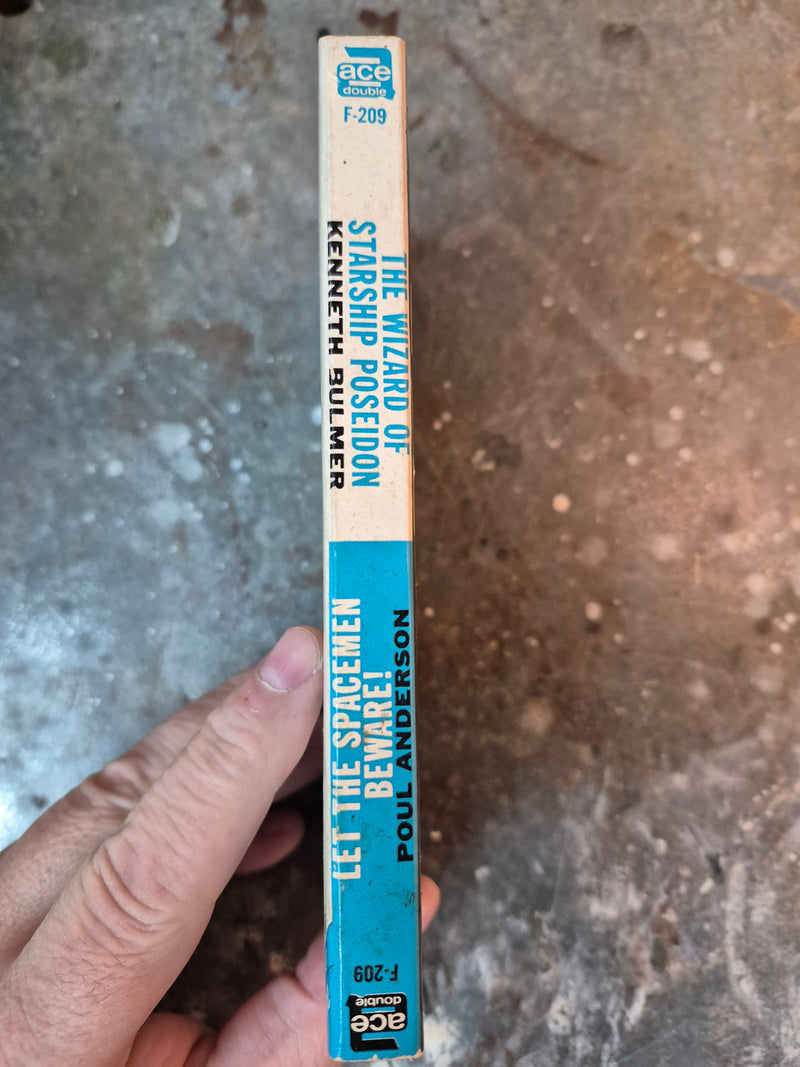 ace
double
F-209
THE WIZARD OF
STARSHIP POSEIDON
KENNETH BULMER
LET THE SPACEMEN
BEWARE!
POUL ANDERSON
F-209
ace
double